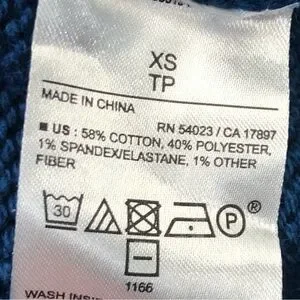 XS
TP
MADE IN CHINA
RN 54023 / CA 17897
■ US : 58% COTTON, 40% POLYESTER,
1% SPANDEX/ELASTANE, 1% OTHER
FIBER
30 P ®
1166
WASH